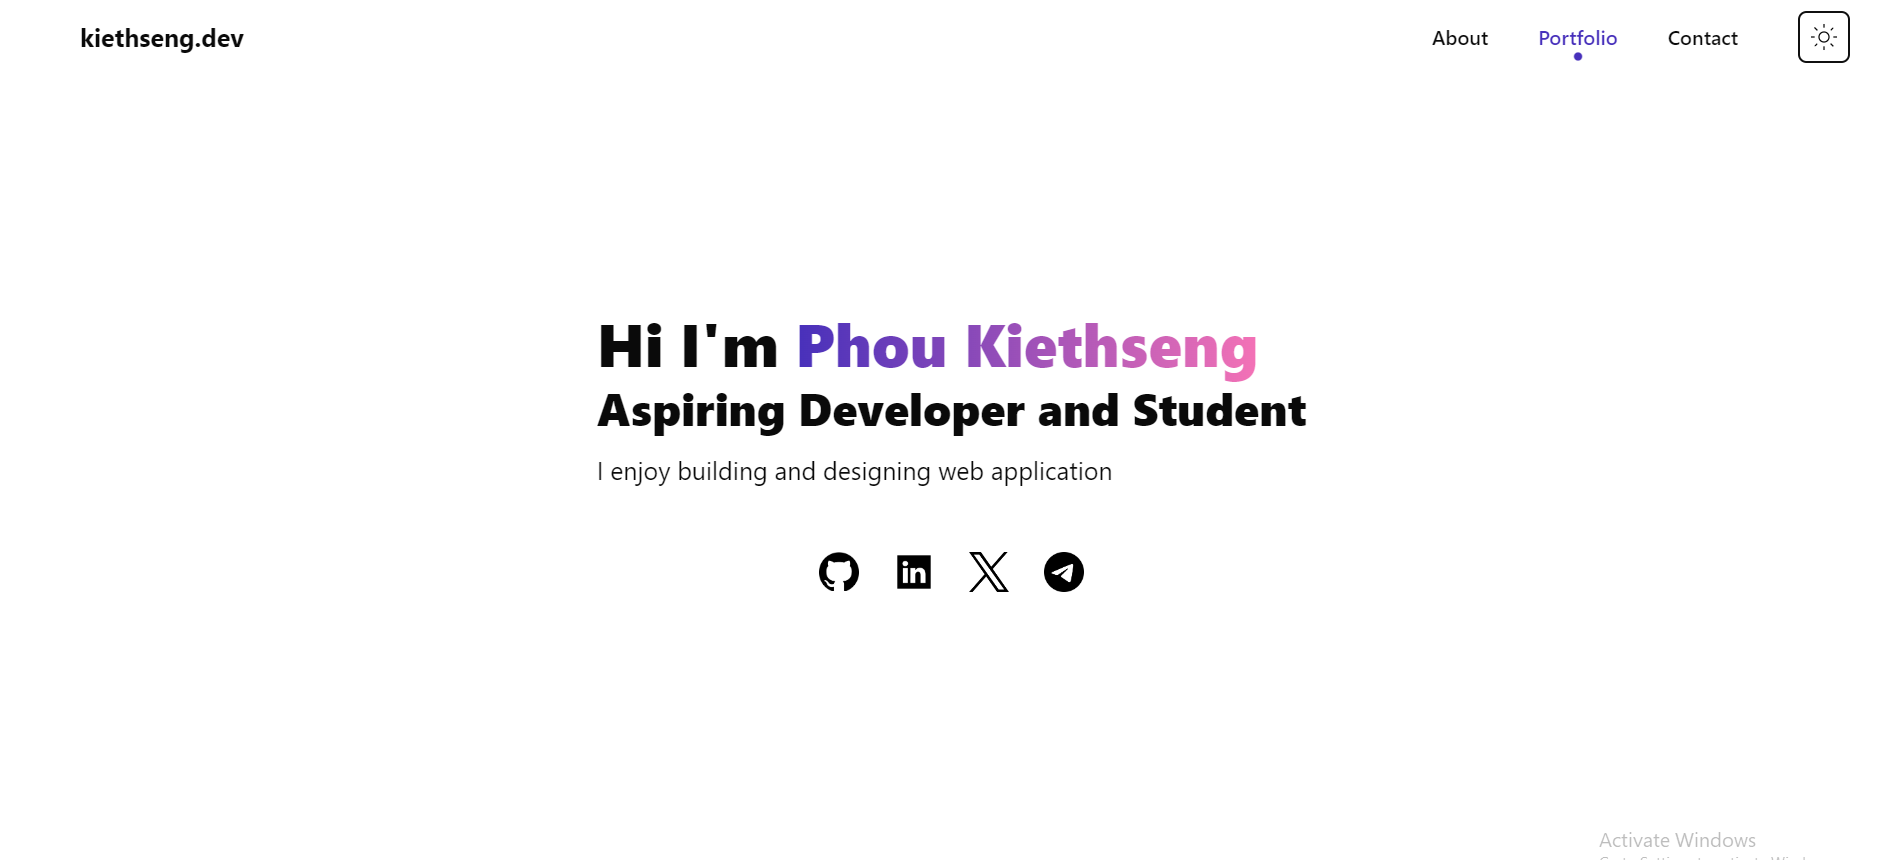 kiethseng.dev
About
Portfolio
Contact
Hi I'm Phou Kiethseng
Aspiring Developer and Student
I enjoy building and designing web application
in
Activate Windows